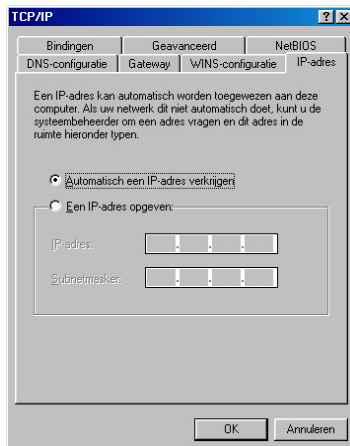 TCP/IP
Bindingen Geavanceerd NetBIOS
DNS-configuratie Gateway WINS-configuratie IP-adres
Een IP-adres kan automatisch worden toegewezen aan deze
computer. Als uw netwerk dit niet automatisch doet, kunt u de
systeembeheerder om een adres vragen en dit adres in de
ruimte hieronder typen.
Automatisch een IP-adres verkrijgen
Een IP-adres opgeven:
IP-adres:
Subnetmasker:
OK Annuleren